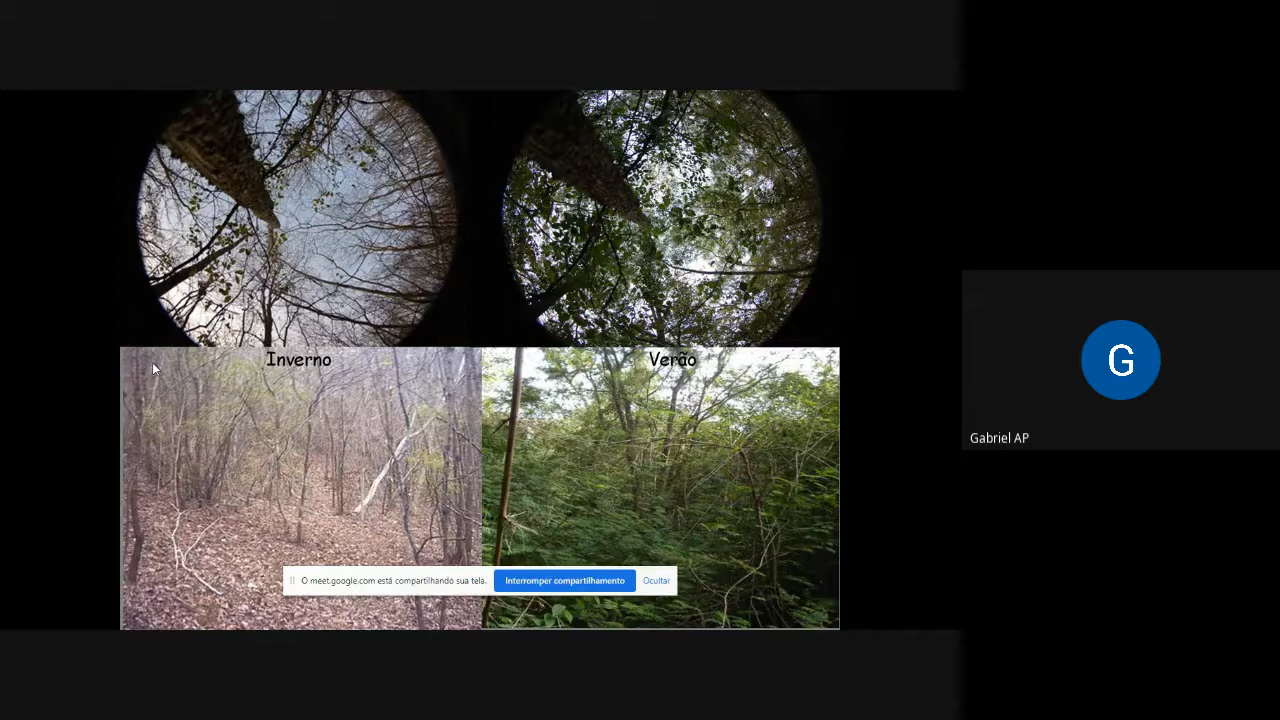 Inverno
Verão
G
Gabriel AP
O meet.google.com está compartilhando sua tela.
Interromper compartilhamento
Ocultar